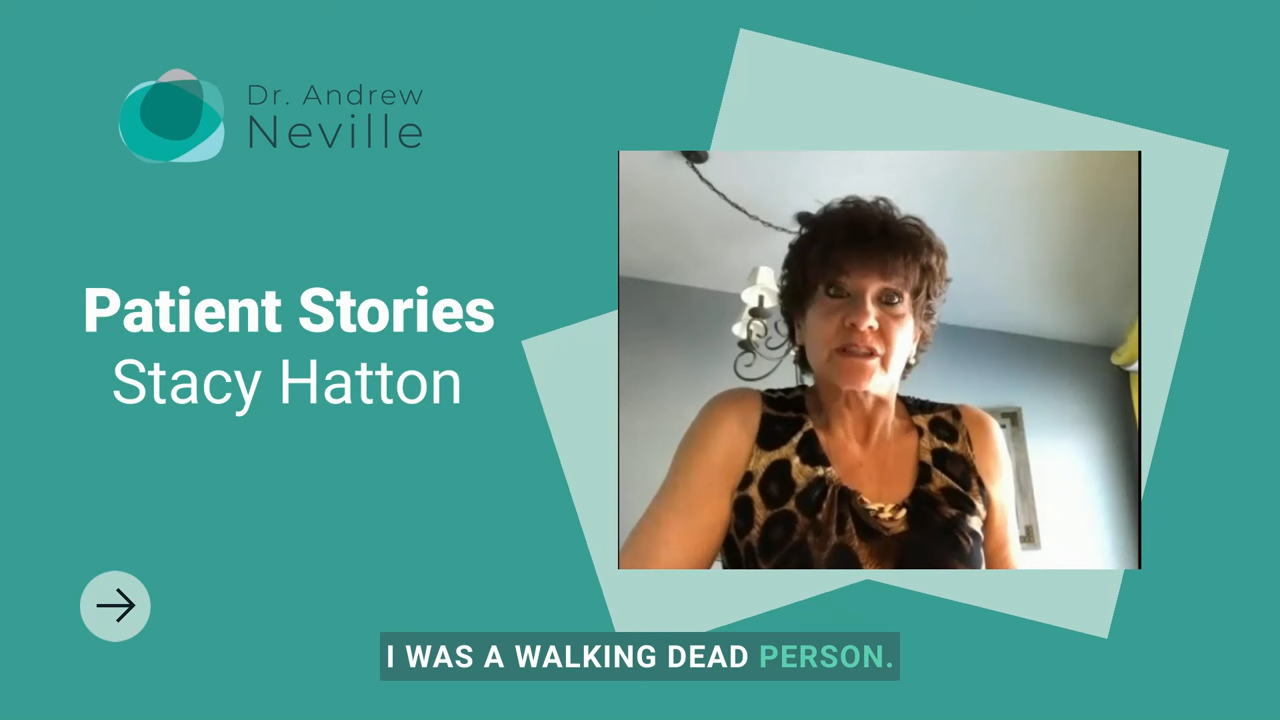 Dr. Andrew
Neville
Patient Stories
Stacy Hatton
I WAS A WALKING DEAD PERSON.